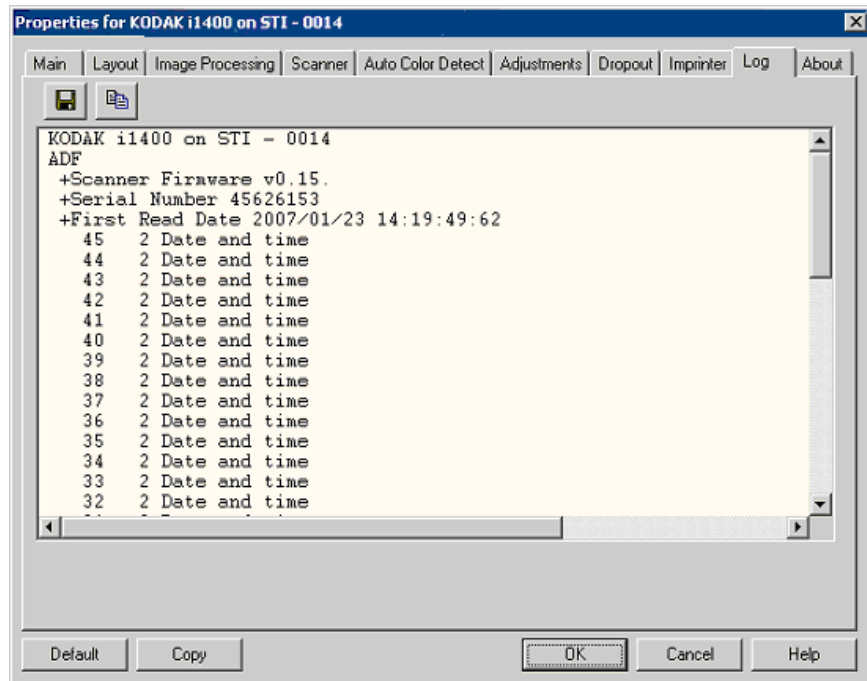 Properties for KODAK i1400 on STI - 0014
Main Layout Image Processing Scanner Auto Color Detect Adjustments Dropout Imprinter Log About
KODAK i1400 on STI - 0014
ADF
+Scanner Firmware v0.15.
+Serial Number 45626153
+First Read Date 2007/01/23 14:19:49:62
45 2 Date and time
44 2 Date and time
43 2 Date and time
42 2 Date and time
41 2 Date and time
40 2 Date and time
39 2 Date and time
38 2 Date and time
37 2 Date and time
36 2 Date and time
35 2 Date and time
34 2 Date and time
33 2 Date and time
32 2 Date and time
Default Copy OK Cancel Help